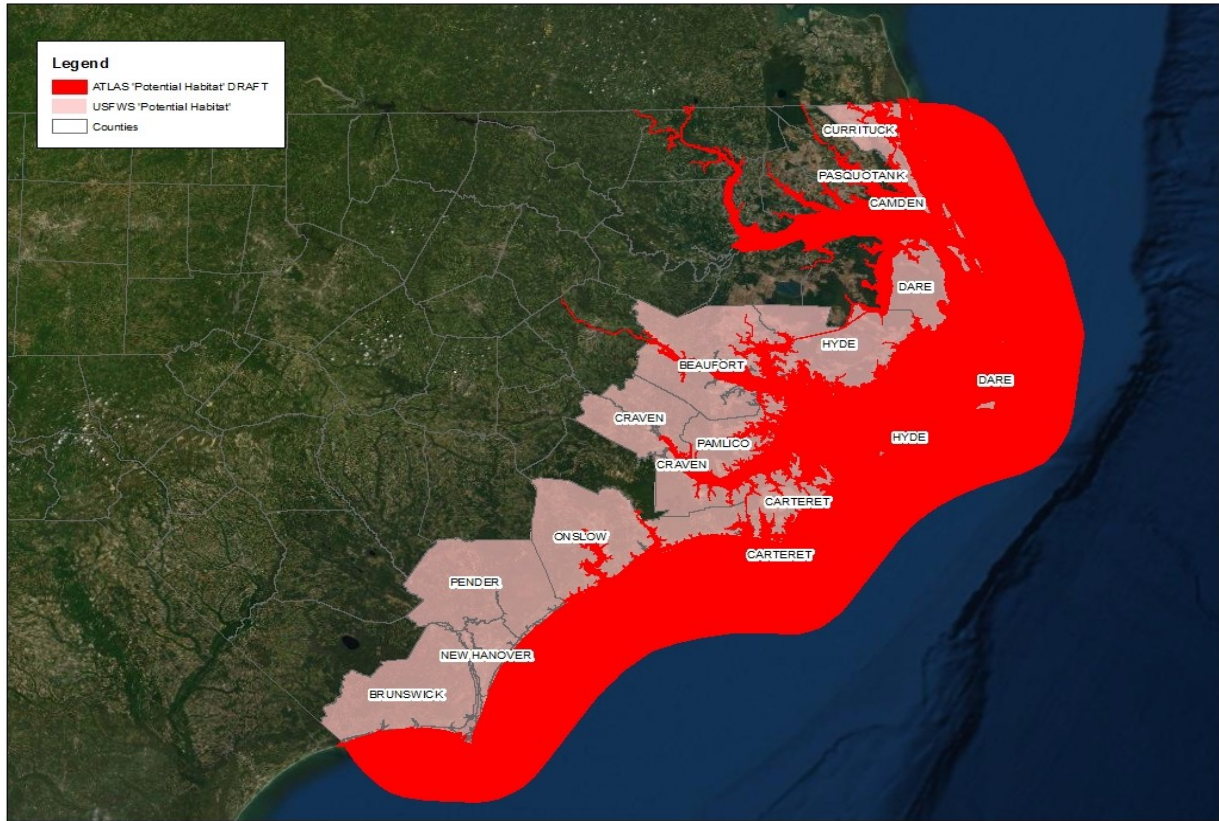 Legend
ATLAS 'Potential Habitat' DRAFT
USFWS 'Potential Habitat'
Counties
CURRITUCK
PASQUOTANK
CAMDEN
DARE
HYDE
BEAUFORT
DARE
CRAVEN
HYDE
PAMLICO
CRAVEN
CARTERET
ONSLOW
CARTERET
PENDER
NEW HANOVER
BRUNSWICK